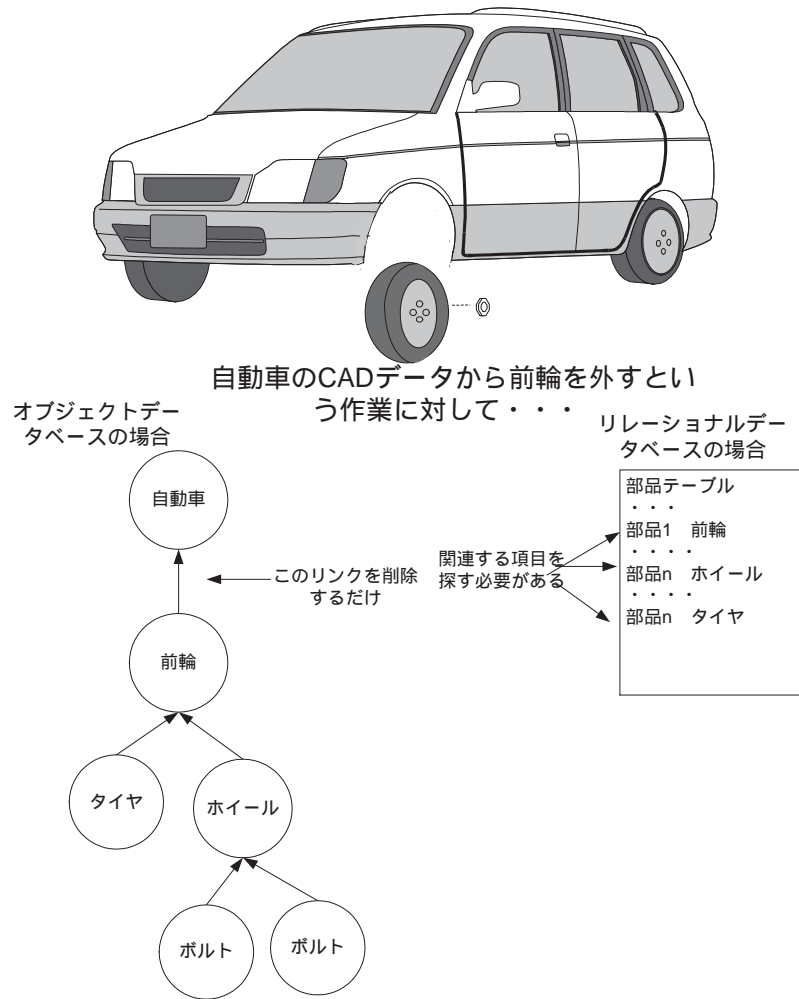 自動車のCADデータから前輪を外すとい
う作業に対して・・・
オブジェクトデー
タベースの場合
自動車
このリンクを削除
するだけ
前輪
タイヤ
ホイール
ボルト
ボルト
リレーショナルデー
タベースの場合
関連する項目を
探す必要がある
部品テーブル
・・・
部品1 前輪
・・・・
部品n ホイール
・・・・
部品n タイヤ